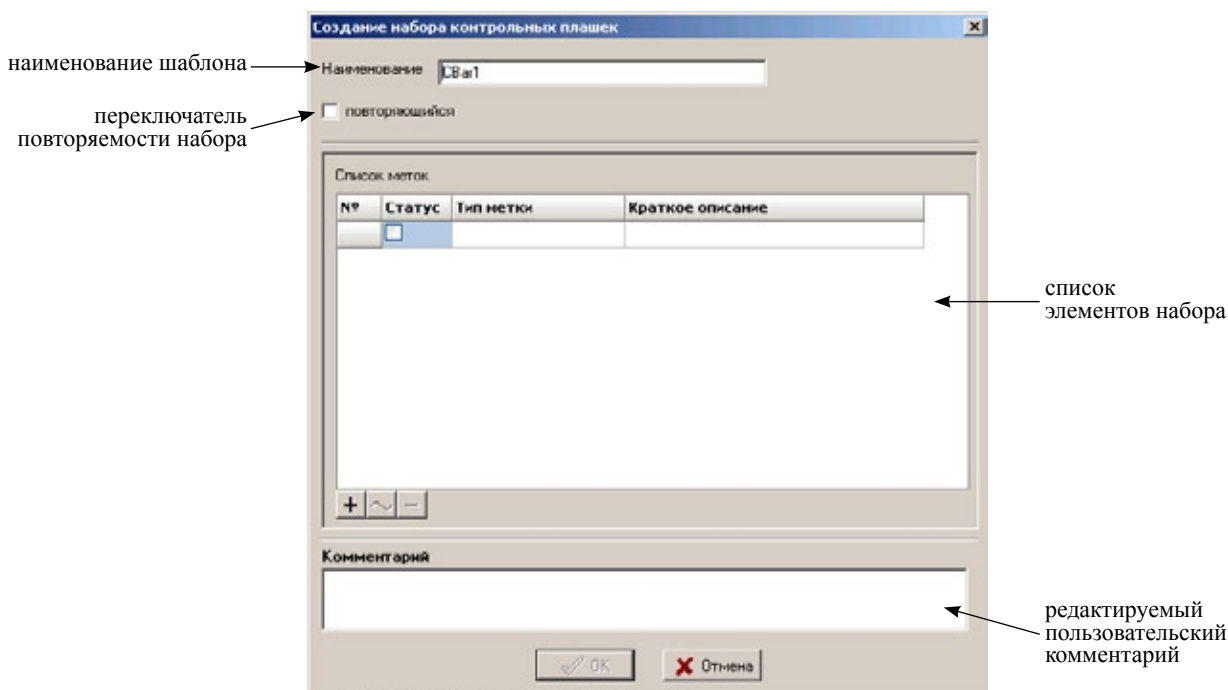 Создание набора контрольных плашек
наименование шаблона
Наименование
CBar1
переключатель
повторяемости набора
повторяющийся
Список меток
№ Статус Тип метки Краткое описание
список
элементов набора
Комментарий
редактируемый
пользовательский
комментарий
OK Отмена